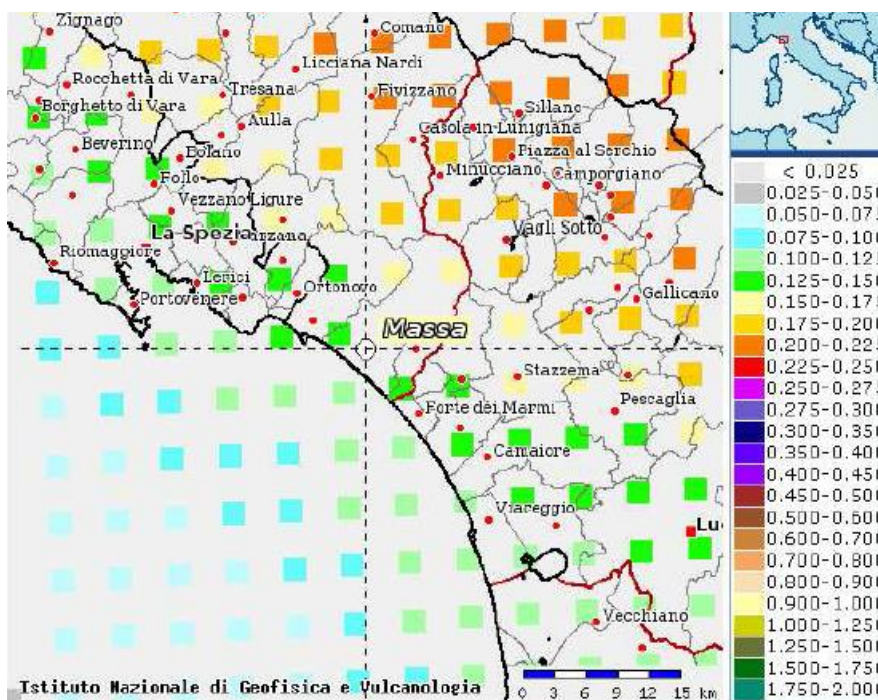 Zignago
Comano
Licciana Nardi
Rocchetta di Vara
Tresana
Fivizzano
Borghetto di Vara
Sillano
Aulla
Casola in Lunigiana
Beverino
Bolano
Piazza al Serchio
Follo
Minucciano
Camporgiano
Vezzano Ligure
La Spezia
Vagli Sotto
Riomaggiore
Lerici
Ortonovo
Gallicano
Portovenere
Massa
Stazzema
Pescaglia
Forte dei Marmi
Camaiore
Viareggio
Vecchiano
Istituto Nazionale di Geofisica e Vulcanologia
0 3 6 9 12 15 km
< 0.025
0.025-0.050
0.050-0.075
0.075-0.100
0.100-0.125
0.125-0.150
0.150-0.175
0.175-0.200
0.200-0.225
0.225-0.250
0.250-0.275
0.275-0.300
0.300-0.350
0.350-0.400
0.400-0.450
0.450-0.500
0.500-0.600
0.600-0.700
0.700-0.800
0.800-0.900
0.900-1.000
1.000-1.250
1.250-1.500
1.500-1.750
1.750-2.000